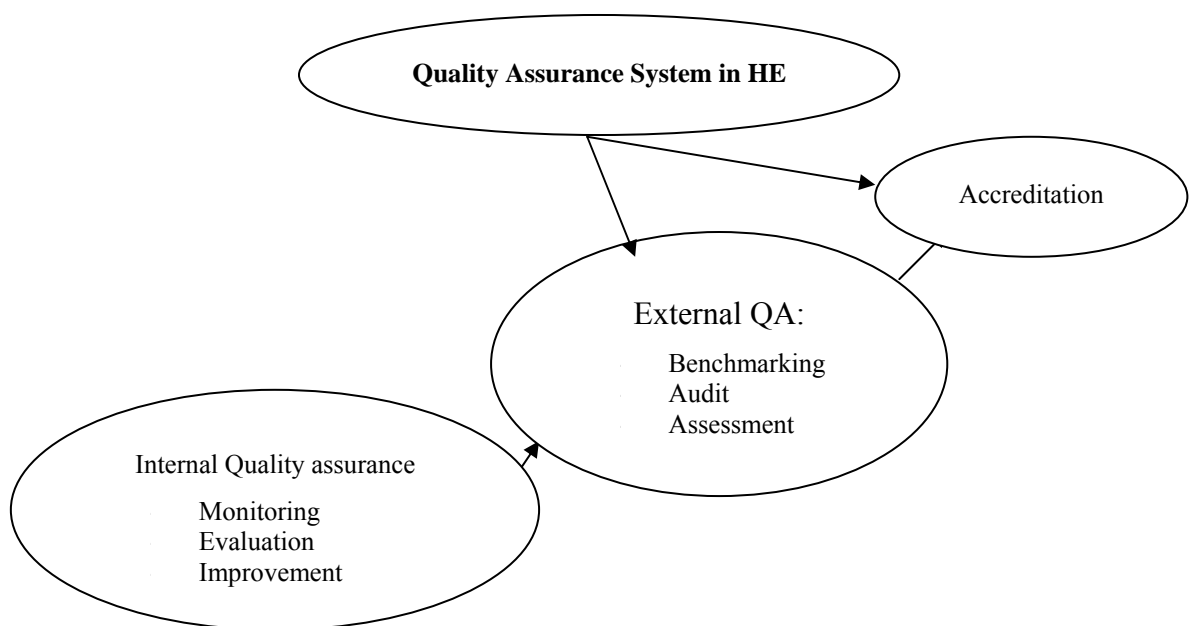 Quality Assurance System in HE
Accreditation
External QA:
Benchmarking
Audit
Assessment
Internal Quality assurance
Monitoring
Evaluation
Improvement